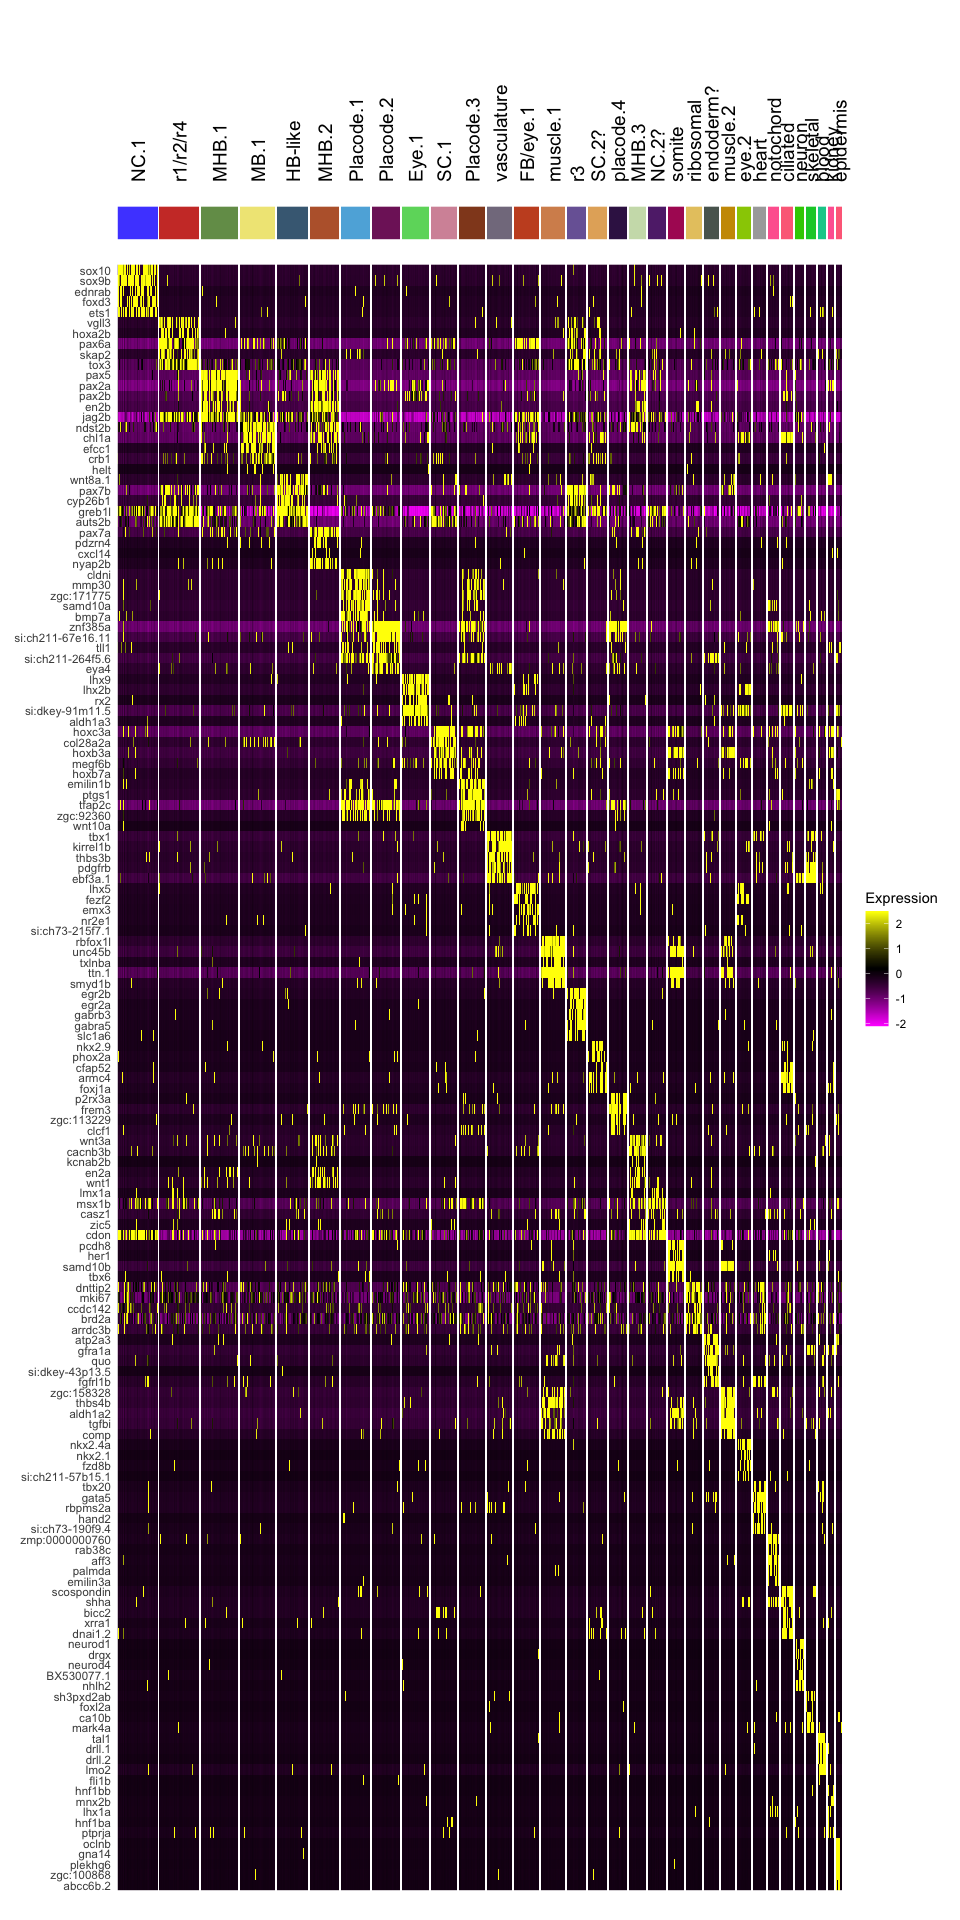 NC.1
r1/r2/r4
MHB.1
MB.1
HB-like
MHB.2
Placode.1
Placode.2
Eye.1
SC.1
Placode.3
vasculature
FB/eye.1
muscle.1
r3
SC.2?
placode.4
MHB.3
NC.2?
somite
ribosomal
endoderm?
muscle.2
eye.2
heart
notochord
ciliated
neuron
skeletal
blood
kidney
epidermis
sox10
sox9b
ednrab
foxd3
ets1
vgll3
hoxa2b
pax6a
skap2
tox3
pax5
pax2a
pax2b
en2b
jag2b
ndst2b
chl1a
efcc1
crb1
helt
wnt8a.1
pax7b
cyp26b1
greb1l
auts2b
pax7a
pdzrn4
cxcl14
nyap2b
cldni
mmp30
zgc:171775
samd10a
bmp7a
znf385a
si:ch211-67e16.11
tll1
si:ch211-264f5.6
eya4
lhx9
lhx2b
rx2
si:dkey-91m11.5
aldh1a3
hoxc3a
col28a2a
hoxb3a
megf6b
hoxb7a
emilin1b
ptgs1
tfap2c
zgc:92360
wnt10a
tbx1
kirrel1b
thbs3b
pdgfrb
ebf3a.1
lhx5
fezf2
emx3
nr2e1
si:ch73-215f7.1
rbfox1l
unc45b
txlnba
ttn.1
smyd1b
egr2b
egr2a
gabrb3
gabra5
slc1a6
nkx2.9
phox2a
cfap52
armc4
foxj1a
p2rx3a
frem3
zgc:113229
clcf1
wnt3a
cacnb3b
kcnab2b
en2a
wnt1
lmx1a
msx1b
casz1
zic5
cdon
pcdh8
her1
samd10b
tbx6
dnttip2
mki67
ccdc142
brd2a
arrdc3b
atp2a3
gfra1a
quo
si:dkey-43p13.5
fgfrl1b
zgc:158328
thbs4b
aldh1a2
tgfbi
comp
nkx2.4a
nkx2.1
fzd8b
si:ch211-57b15.1
tbx20
gata5
rbpms2a
hand2
si:ch73-190f9.4
zmp:0000000760
rab38c
aff3
palmda
emilin3a
scospondin
shha
bicc2
xrra1
dnai1.2
neurod1
drgx
neurod4
BX530077.1
nhlh2
sh3pxd2ab
foxl2a
ca10b
mark4a
tal1
drll.1
drll.2
lmo2
fli1b
hnf1bb
mnx2b
lhx1a
hnf1ba
ptprja
oclnb
gna14
plekhg6
zgc:100868
abcc6b.2
Expression
2
1
0
-1
-2